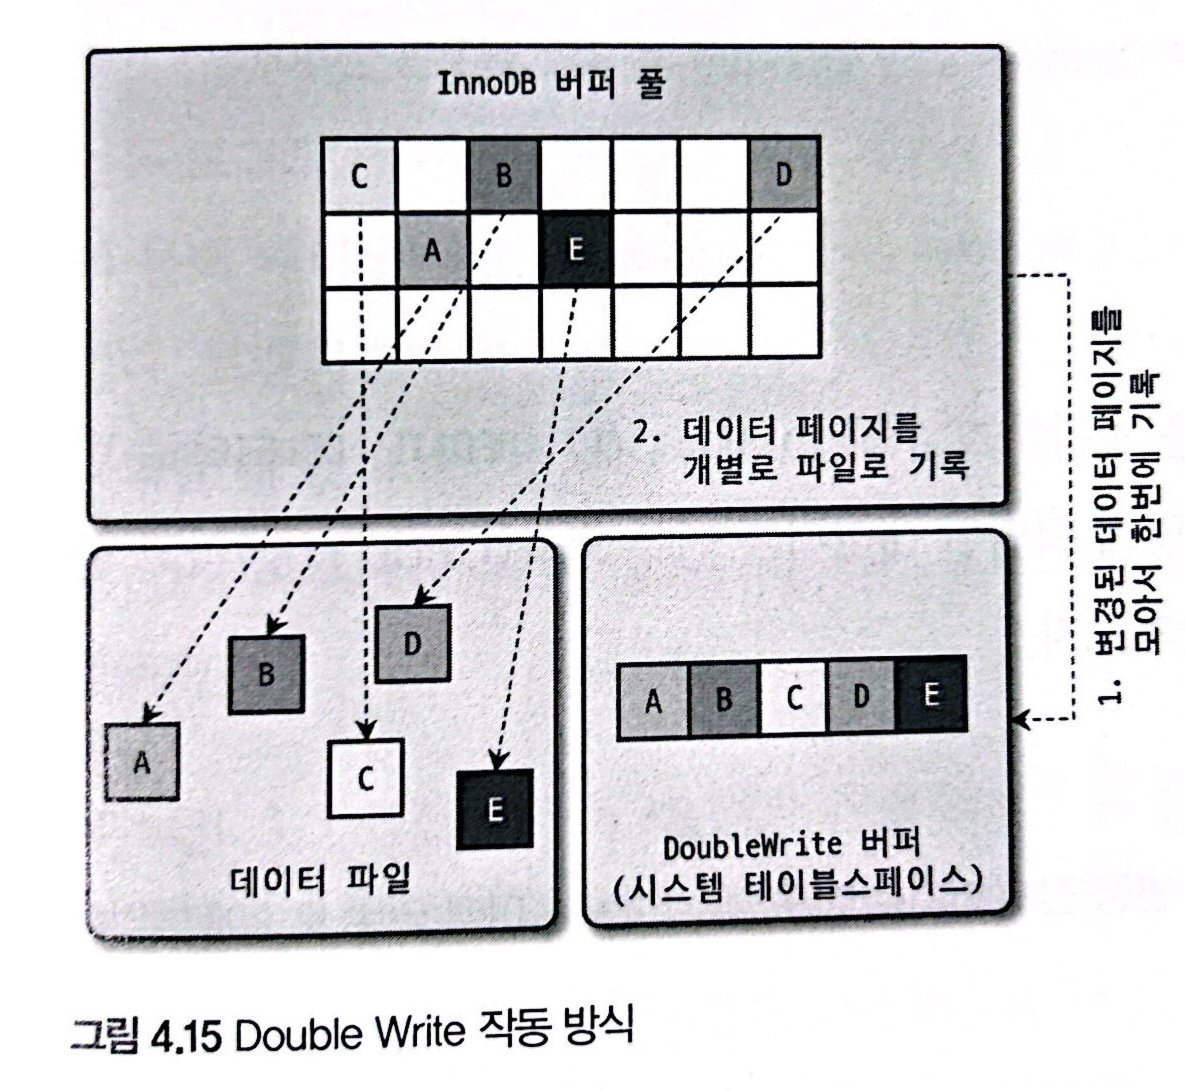 InnoDB 버퍼 풀
C
B
D
A
E
2. 데이터 페이지를
개별로 파일로 기록
1. 변경된 데이터 페이지를
모아서 한번에 기록
D
B
A
C
E
데이터 파일
A B C D E
DoubleWrite 버퍼
(시스템 테이블스페이스)
그림 4.15 Double Write 작동 방식